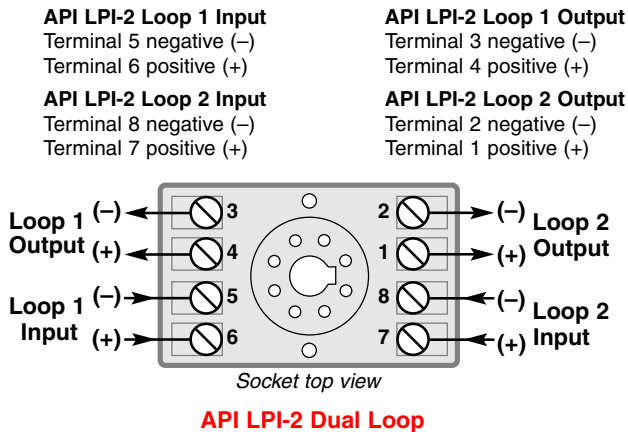 API LPI-2 Loop 1 Input
Terminal 5 negative (–)
Terminal 6 positive (+)
API LPI-2 Loop 1 Output
Terminal 3 negative (–)
Terminal 4 positive (+)
API LPI-2 Loop 2 Input
Terminal 8 negative (–)
Terminal 7 positive (+)
API LPI-2 Loop 2 Output
Terminal 2 negative (–)
Terminal 1 positive (+)
Loop 1
Output
(–)
(+)
3
4
Loop 1
Input
(–)
(+)
5
6
2
1
(–)
(+)
Loop 2
Output
8
7
(–)
(+)
Loop 2
Input
Socket top view
API LPI-2 Dual Loop